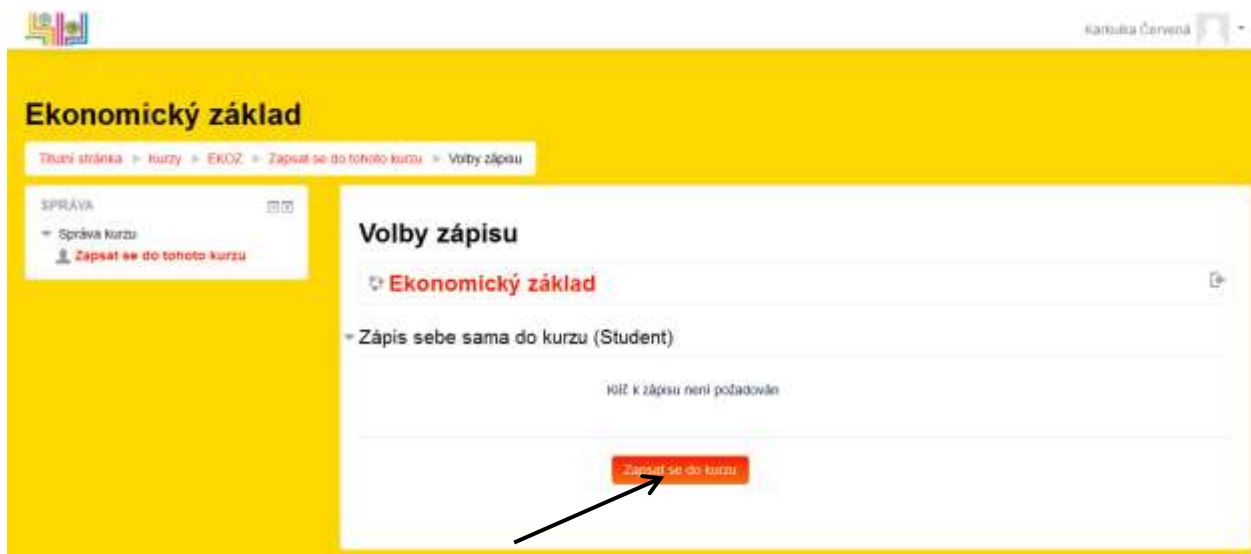 Karkulka Červená
Ekonomický základ
Titulní stránka ► Kurzy ► EKOZ ► Zapsat se do tohoto kurzu ► Volby zápisu
SPRÁVA
Správa kurzu
Zapsat se do tohoto kurzu
Volby zápisu
Ekonomický základ
Zápis sebe sama do kurzu (Student)
Klíč k zápisu není požadován
Zapsat se do kurzu